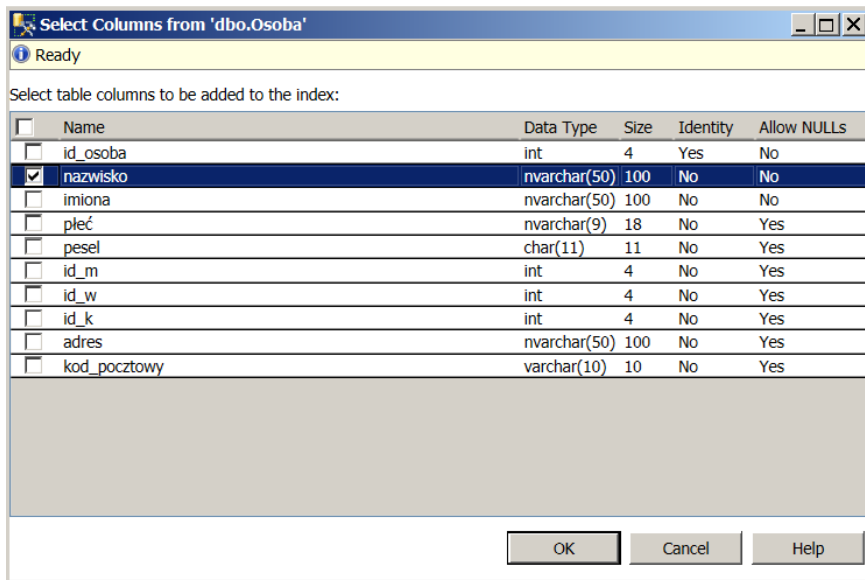 Select Columns from 'dbo.Osoba'
Ready
Select table columns to be added to the index:
Name Data Type Size Identity Allow NULLs
id_osoba int 4 Yes No
nazwisko nvarchar(50) 100 No No
imiona nvarchar(50) 100 No No
płeć nvarchar(9) 18 No Yes
pesel char(11) 11 No Yes
id_m int 4 No Yes
id_w int 4 No Yes
id_k int 4 No Yes
adres nvarchar(50) 100 No Yes
kod_pocztowy varchar(10) 10 No Yes
OK Cancel Help